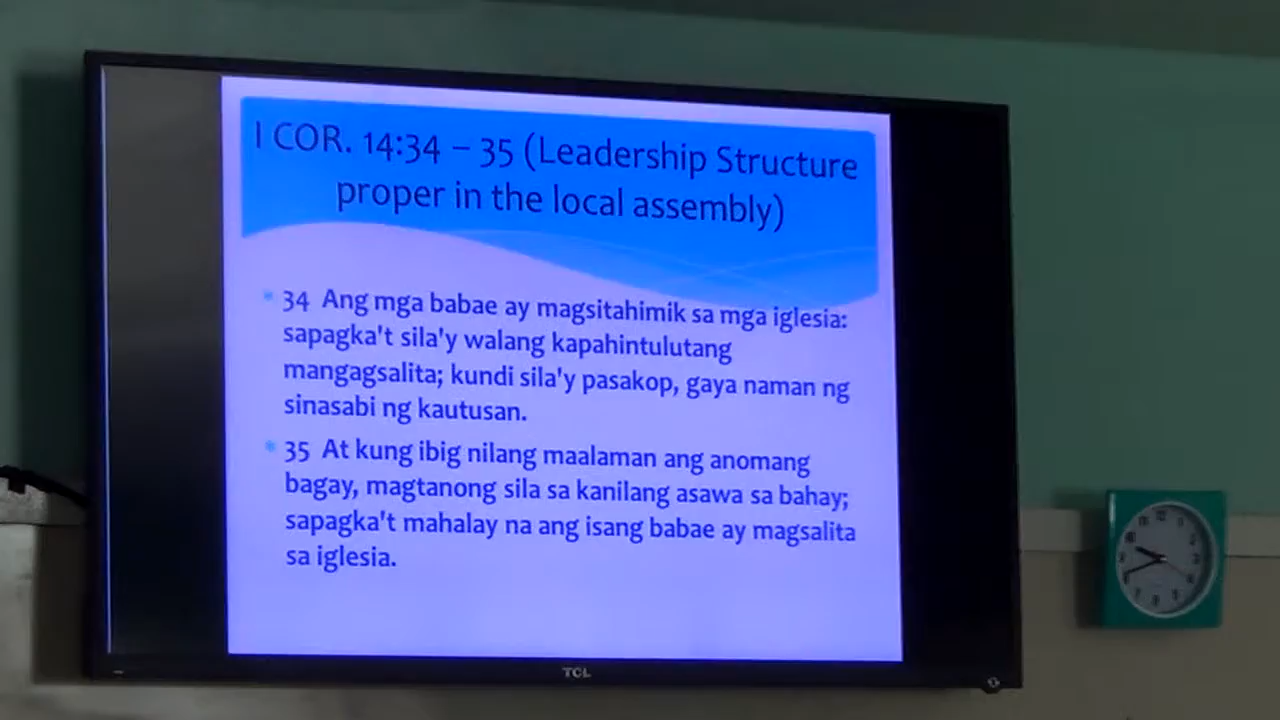 I COR. 14:34 – 35 (Leadership Structure
proper in the local assembly)
* 34 Ang mga babae ay magsitahimik sa mga iglesia:
sapagka't sila'y walang kapahintulutang
mangagsalita; kundi sila'y pasakop, gaya naman ng
sinasabi ng kautusan.
* 35 At kung ibig nilang maalaman ang anomang
bagay, magtanong sila sa kanilang asawa sa bahay;
sapagka't mahalay na ang isang babae ay magsalita
sa iglesia.
TCL